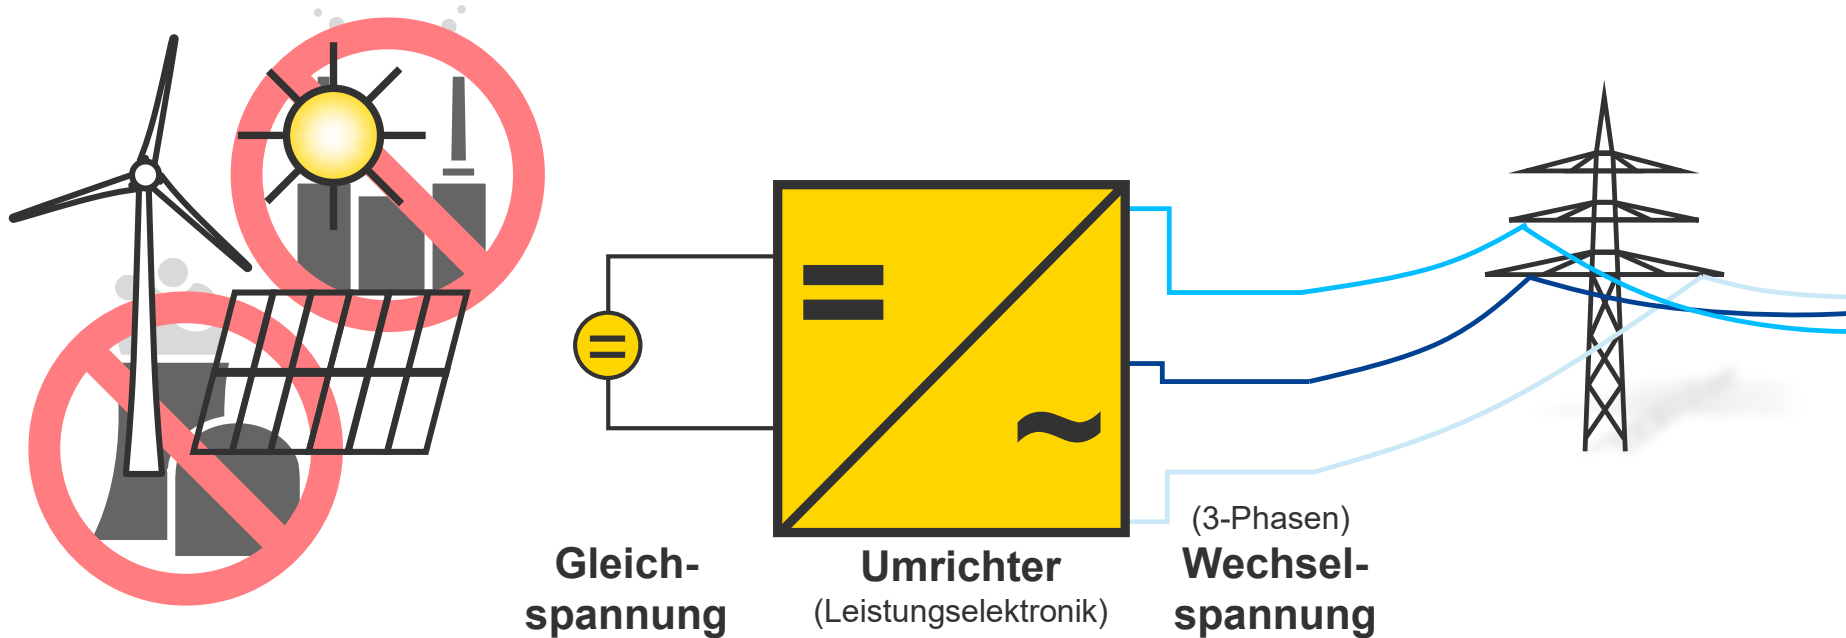 (3-Phasen)
Gleich-
spannung
Umrichter
(Leistungselektronik)
Wechsel-
spannung